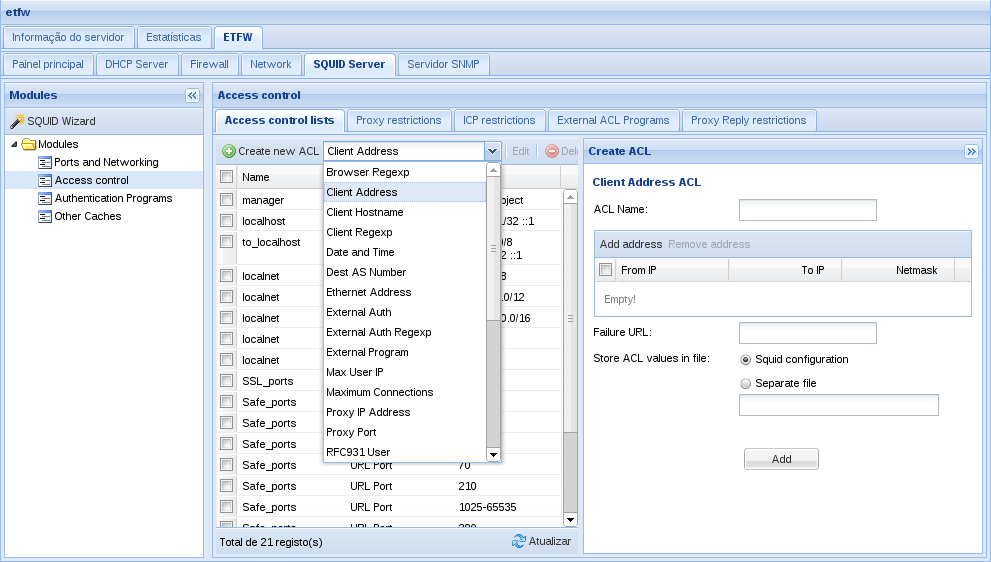 etfw
Informação do servidor Estatísticas ETFW
Painel principal DHCP Server Firewall Network SQUID Server Servidor SNMP
Modules
SQUID Wizard
Modules
Ports and Networking
Access control
Authentication Programs
Other Caches
Access control
Access control lists Proxy restrictions ICP restrictions External ACL Programs Proxy Reply restrictions
Create new ACL Client Address Edit
Name
manager
localhost /32 ::1
to_localhost /8
::1
localnet
localnet 0/12
localnet 0.0/16
localnet
localnet
SSL_ports
Safe_ports
Safe_ports
Safe_ports
Safe_ports URL Port 70
Safe_ports URL Port 210
Safe_ports URL Port 1025-65535
Safe_ports URL Port 280
Browser Regexp
Client Address
Client Hostname
Client Regexp
Date and Time
Dest AS Number
Ethernet Address
External Auth
External Auth Regexp
External Program
Max User IP
Maximum Connections
Proxy IP Address
Proxy Port
RFC931 User
Total de 21 registo(s) Atualizar
Create ACL
Client Address ACL
ACL Name:
Add address Remove address
From IP To IP Netmask
Empty!
Failure URL:
Store ACL values in file: Squid configuration
Separate file
Add